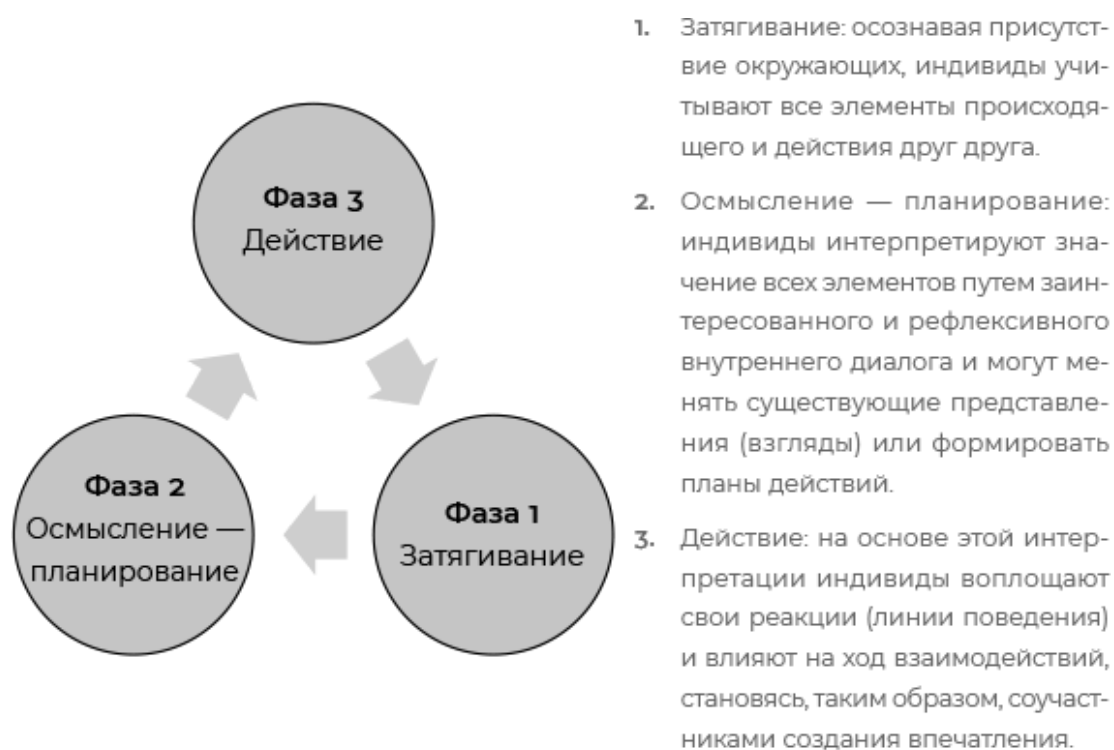 Фаза 3
Действие
Фаза 2
Осмысление —
планирование
Фаза 1
Затягивание
1. Затягивание: осознавая присутст-
вие окружающих, индивиды учи-
тывают все элементы происходя-
щего и действия друг друга.
2. Осмысление — планирование:
индивиды интерпретируют зна-
чение всех элементов путем заин-
тересованного и рефлексивного
внутреннего диалога и могут ме-
нять существующие представле-
ния (взгляды) или формировать
планы действий.
3. Действие: на основе этой интер-
претации индивиды воплощают
свои реакции (линии поведения)
и влияют на ход взаимодействий,
становясь, таким образом, соучаст-
никами создания впечатления.